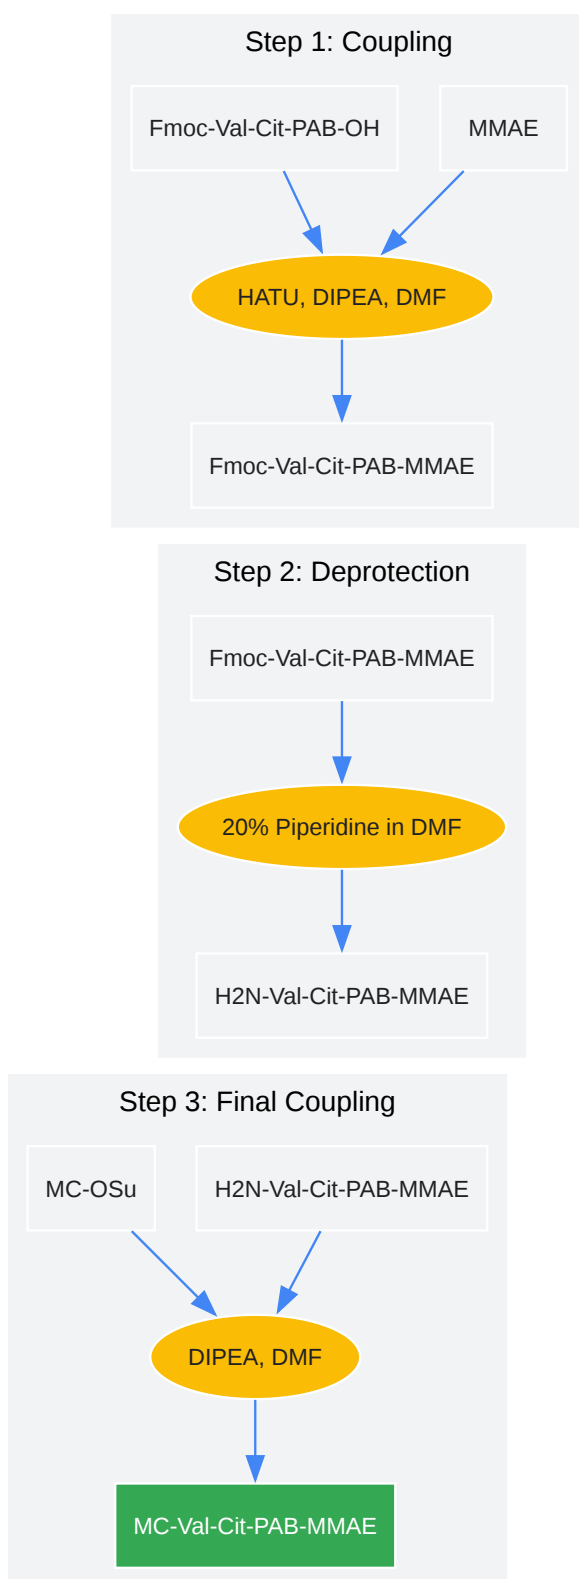 Step 1: Coupling
Fmoc-Val-Cit-PAB-OH
MMAE
HATU, DIPEA, DMF
Fmoc-Val-Cit-PAB-MMAE
Step 2: Deprotection
Fmoc-Val-Cit-PAB-MMAE
20% Piperidine in DMF
H2N-Val-Cit-PAB-MMAE
Step 3: Final Coupling
MC-OSu
H2N-Val-Cit-PAB-MMAE
DIPEA, DMF
MC-Val-Cit-PAB-MMAE